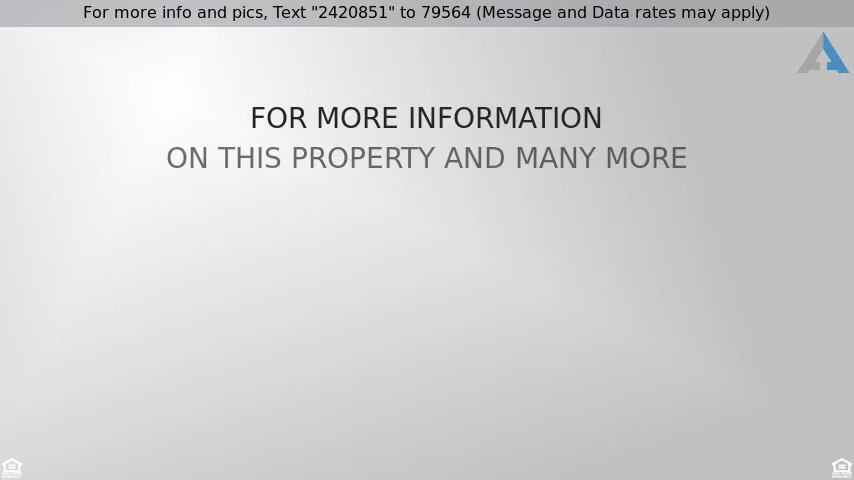 For more info and pics, Text "2420851" to 79564 (Message and Data rates may apply)
FOR MORE INFORMATION
ON THIS PROPERTY AND MANY MORE